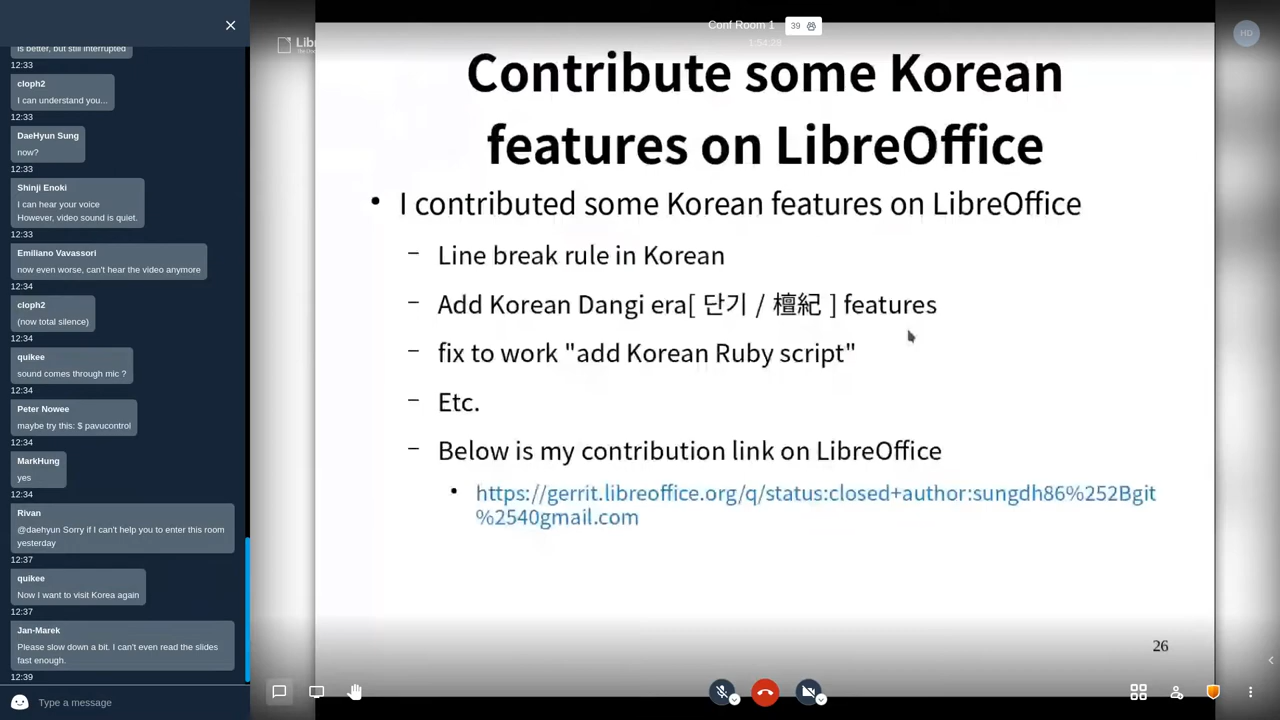 is better, but still interrupted
12:33
cloph2
I can understand you...
12:33
DaeHyun Sung
now?
12:33
Shinji Enoki
I can hear your voice
However, video sound is quiet.
12:33
Emiliano Vavassori
now even worse, can't hear the video anymore
12:34
cloph2
(now total silence)
12:34
quikee
sound comes through mic ?
12:34
Peter Nowee
maybe try this: $ pavucontrol
12:34
MarkHung
yes
12:34
Rivan
@daehyun Sorry if I can't help you to enter this room
yesterday
12:37
quikee
Now I want to visit Korea again
12:37
Jan-Marek
Please slow down a bit. I can't even read the slides
fast enough.
12:39
Type a message
Conf Room 1
39
1:54:28
HD
Contribute some Korean
features on LibreOffice
• I contributed some Korean features on LibreOffice
– Line break rule in Korean
– Add Korean Dangi era[ 단기 / 檀紀 ] features
– fix to work "add Korean Ruby script"
– Etc.
– Below is my contribution link on LibreOffice
• https://gerrit.libreoffice.org/q/status:closed+author:sungdh86%252Bgit
%2540gmail.com
26